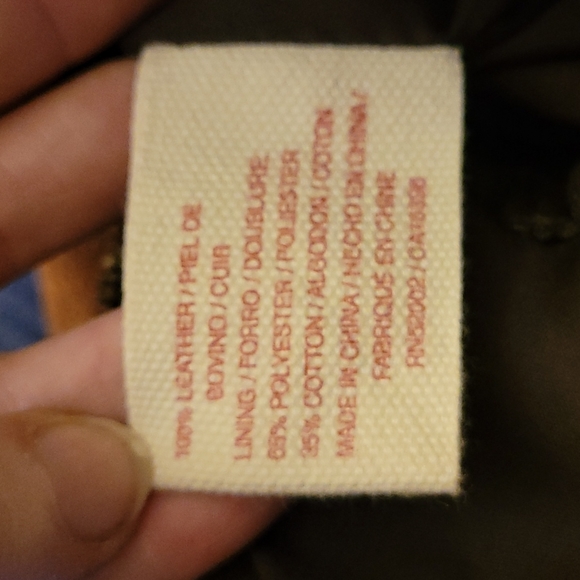 100% LEATHER / PIEL DE
BOVINO / CUIR
LINING / FORRO / DOUBLURE
65% POLYESTER / POLIESTER
35% COTTON / ALGODON / COTON
MADE IN CHINA / HECHO EN CHINA /
FABRIQUE EN CHINE